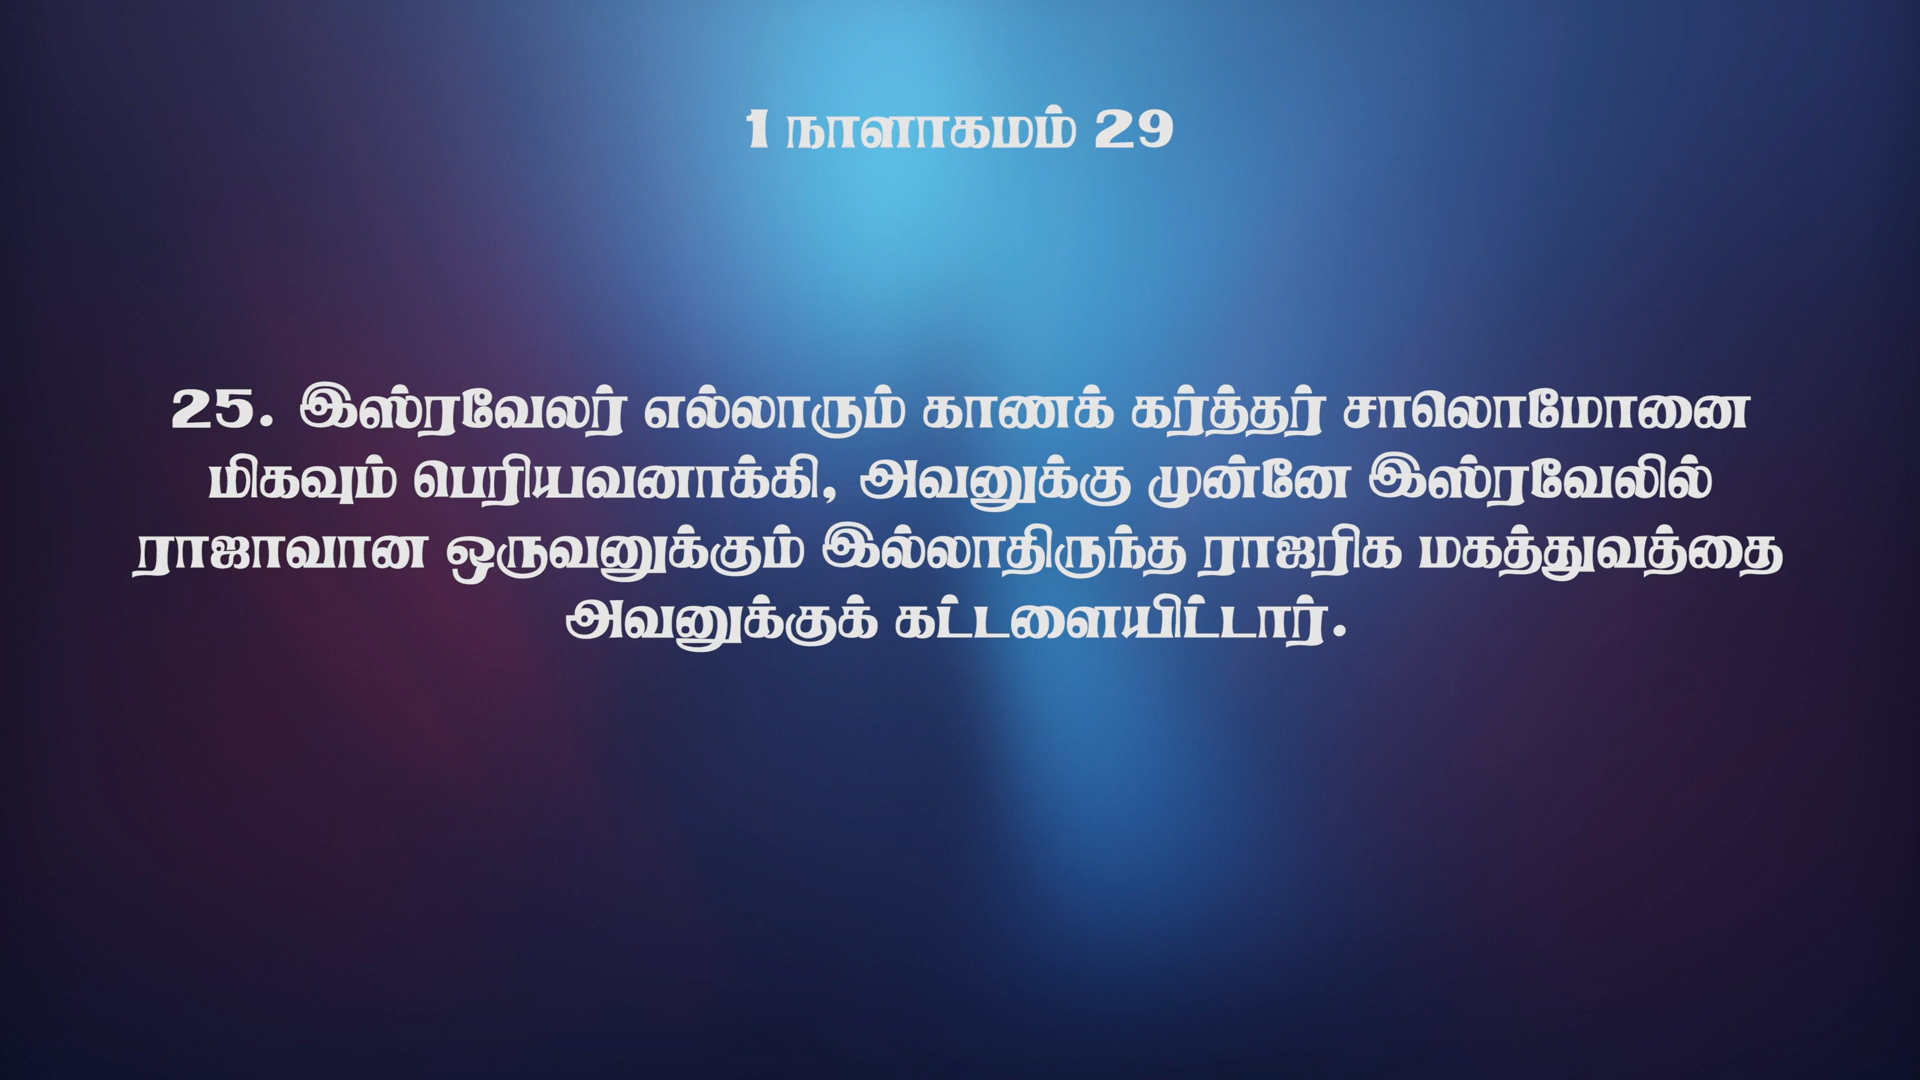 1 நாளாகமம் 29
25. இஸ்ரவேலர் எல்லாரும் காணக் கர்த்தர் சாலொமோனை
மிகவும் பெரியவனாக்கி, அவனுக்கு முன்னே இஸ்ரவேலில்
ராஜாவான ஒருவனுக்கும் இல்லாதிருந்த ராஜரிக மகத்துவத்தை
அவனுக்குக் கட்டளையிட்டார்.